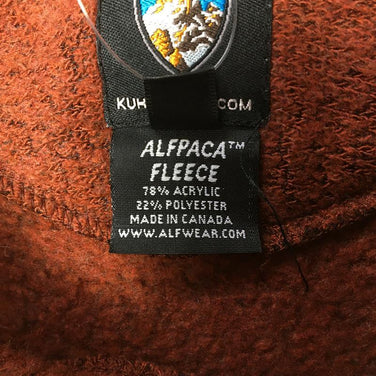 KUH COM
ALFPACA™
FLEECE
78% ACRYLIC
22% POLYESTER
MADE IN CANADA
WWW.ALFWEAR.COM